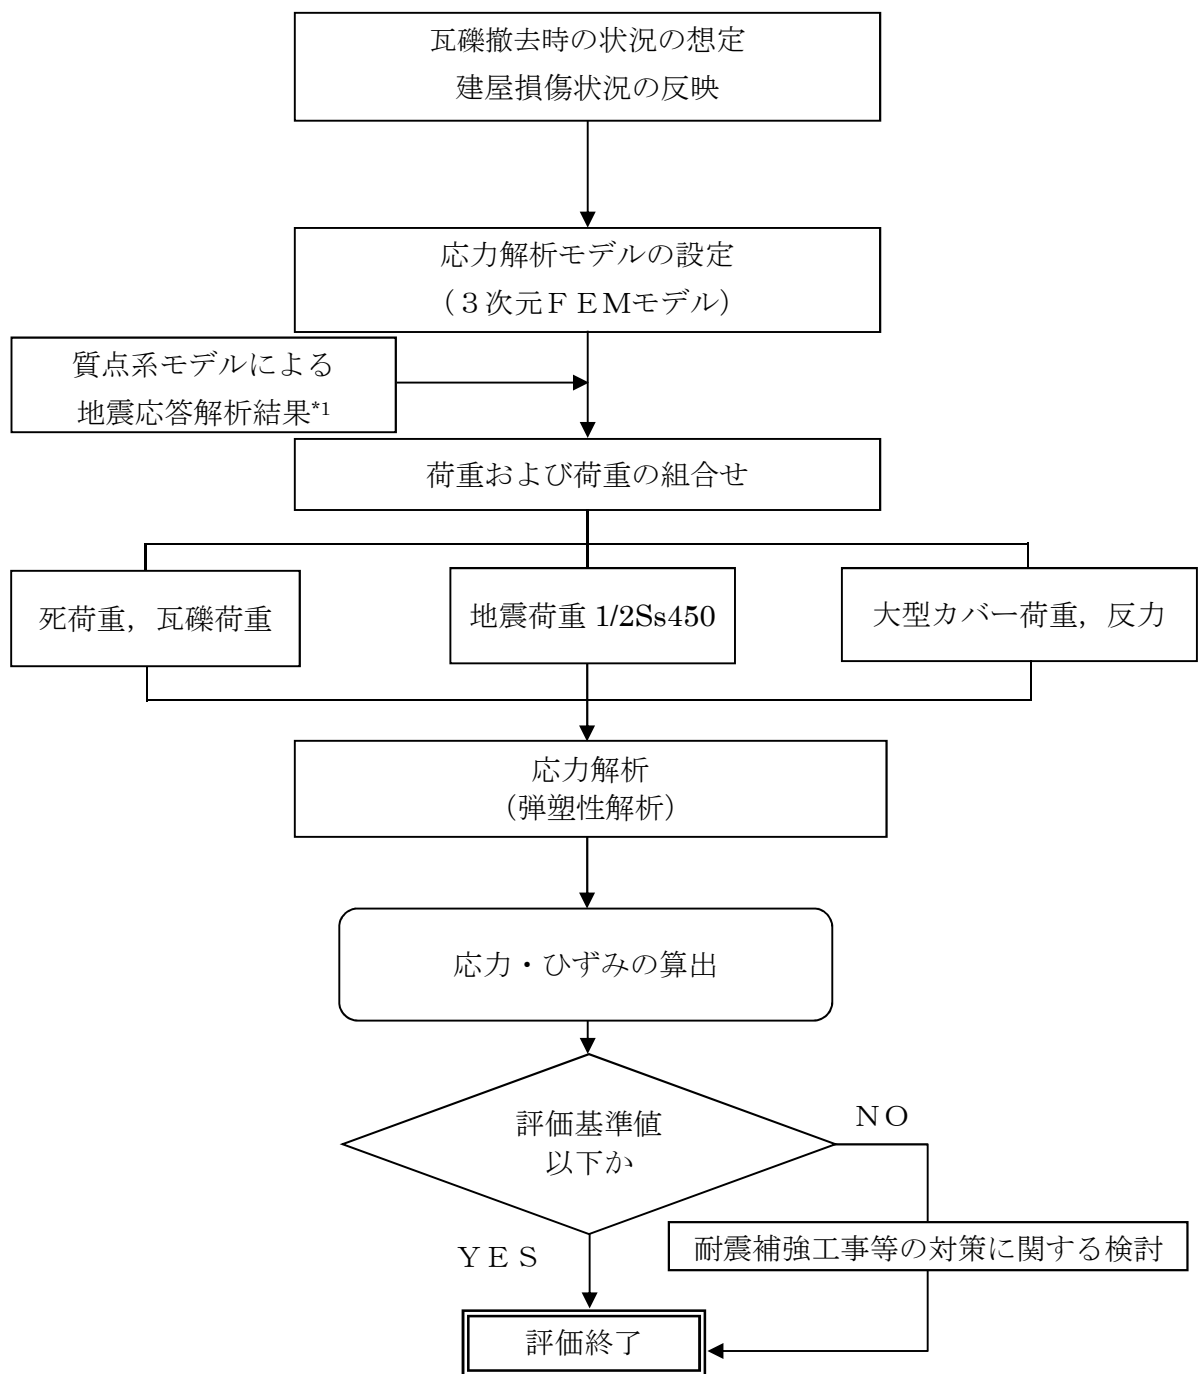 瓦礫撤去時の状況の想定
建屋損傷状況の反映
応力解析モデルの設定
（３次元ＦＥＭモデル）
質点系モデルによる
地震応答解析結果*1
荷重および荷重の組合せ
死荷重，瓦礫荷重
地震荷重 1/2Ss450
大型カバー荷重，反力
応力解析
（弾塑性解析）
応力・ひずみの算出
評価基準値
以下か
ＮＯ
ＹＥＳ
耐震補強工事等の対策に関する検討
評価終了